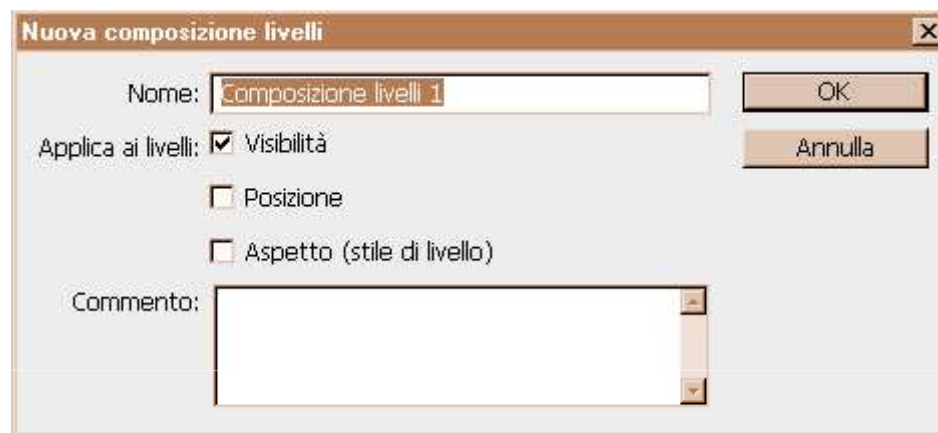 Nuova composizione livelli
Nome: Composizione livelli 1
OK
Applica ai livelli: Visibilità
Annulla
Posizione
Aspetto (stile di livello)
Commento: